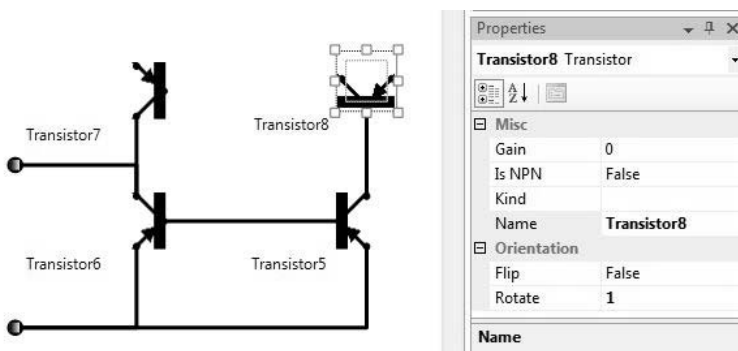 Transistor7
Transistor8
Transistor6
Transistor5
Properties
Transistor8 Transistor
Misc
Gain 0
Is NPN False
Kind
Name Transistor8
Orientation
Flip False
Rotate 1
Name